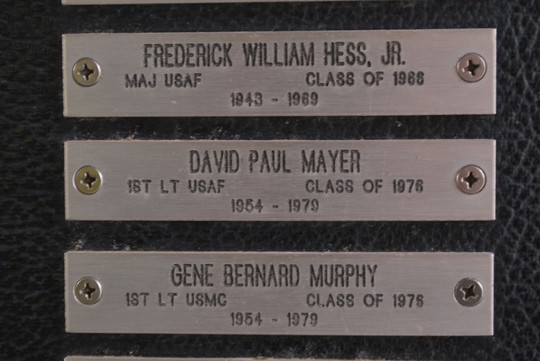 FREDERICK WILLIAM HESS, JR.
MAJ USAF CLASS OF 1966
1943 - 1969
DAVID PAUL MAYER
1ST LT USAF CLASS OF 1976
1954 - 1979
GENE BERNARD MURPHY
1ST LT USMC CLASS OF 1976
1954 - 1979